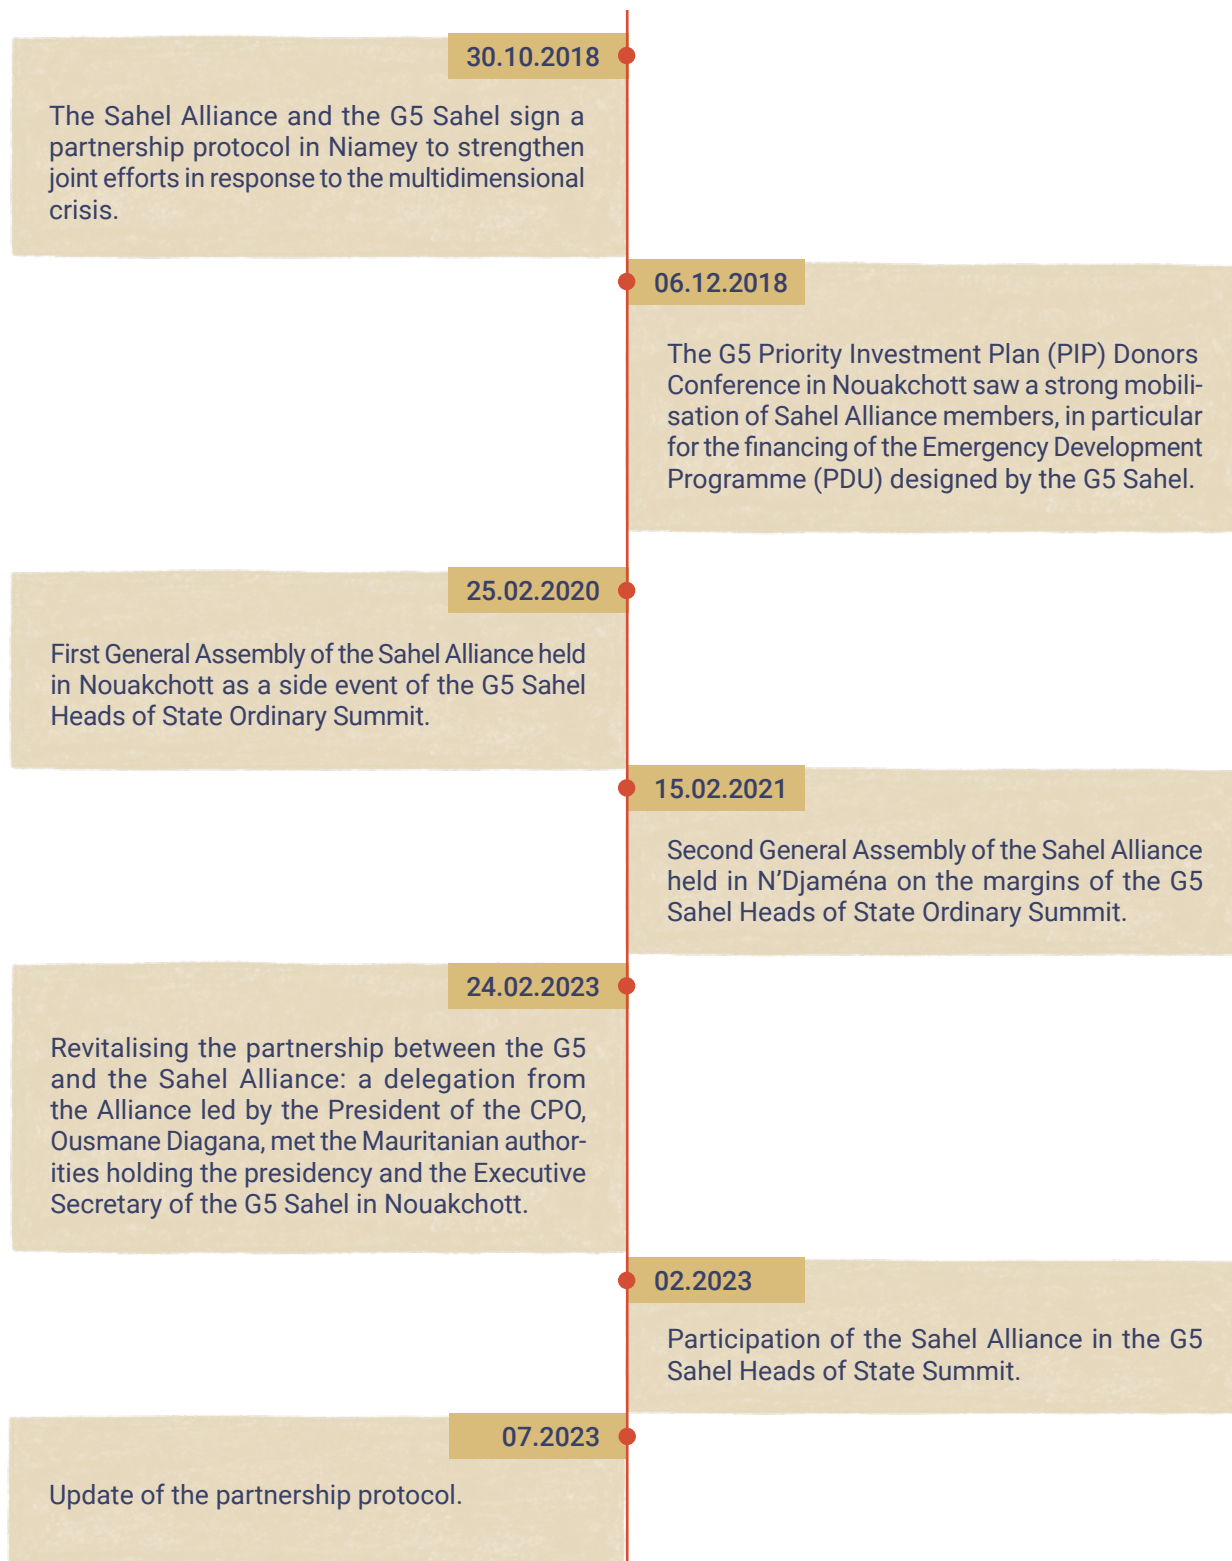 30.10.2018
The Sahel Alliance and the G5 Sahel sign a
partnership protocol in Niamey to strengthen
joint efforts in response to the multidimensional
crisis.
06.12.2018
The G5 Priority Investment Plan (PIP) Donors
Conference in Nouakchott saw a strong mobili-
sation of Sahel Alliance members, in particular
for the financing of the Emergency Development
Programme (PDU) designed by the G5 Sahel.
25.02.2020
First General Assembly of the Sahel Alliance held
in Nouakchott as a side event of the G5 Sahel
Heads of State Ordinary Summit.
15.02.2021
Second General Assembly of the Sahel Alliance
held in N’Djaména on the margins of the G5
Sahel Heads of State Ordinary Summit.
24.02.2023
Revitalising the partnership between the G5
and the Sahel Alliance: a delegation from
the Alliance led by the President of the CPO,
Ousmane Diagana, met the Mauritanian author-
ities holding the presidency and the Executive
Secretary of the G5 Sahel in Nouakchott.
02.2023
Participation of the Sahel Alliance in the G5
Sahel Heads of State Summit.
07.2023
Update of the partnership protocol.